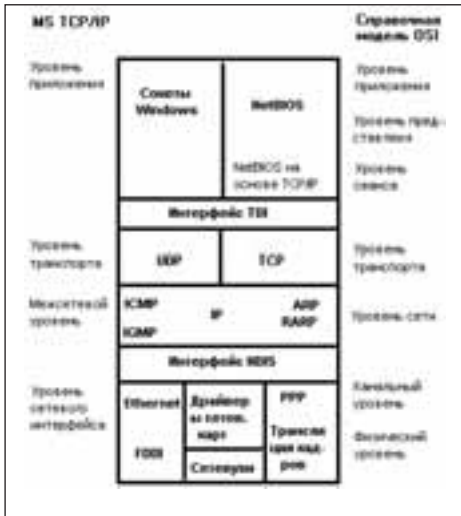 MS TCP/IP
Справочная
модель OSI
Уровень
приложения
Сокеты
Windows
NetBIOS
NetBIOS на
основе TCP/IP
Уровень
приложения
Уровень пред-
ставления
Уровень
сеанса
Интерфейс TDI
Уровень
транспорта
UDP
TCP
Уровень
транспорта
Межсетевой
уровень
ICMP
IGMP
IP
ARP
RARP
Уровень сети
Интерфейс NDIS
Уровень
сетевого
интерфейса
Ethernet
FDDI
Драйвер
ы сетев.
карт
PPP
Трансля
ция кад-
ров
Канальный
уровень
Физический
уровень